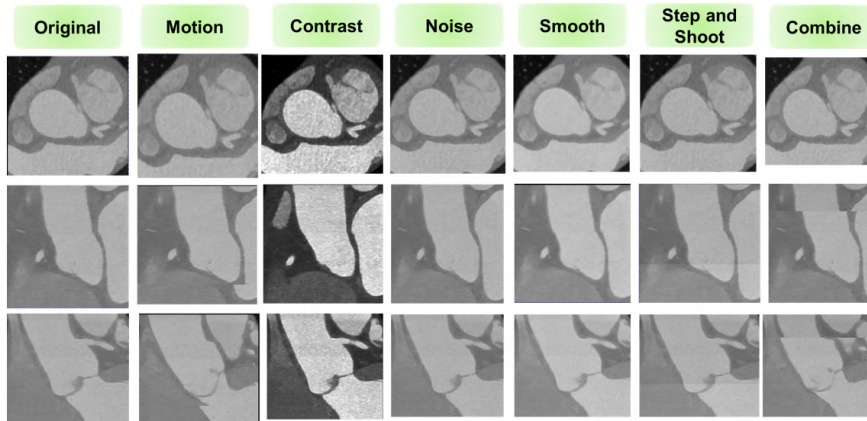 Original
Motion
Contrast
Noise
Smooth
Step and
Shoot
Combine